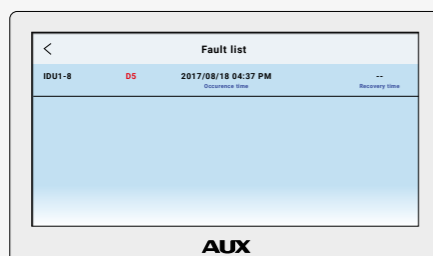 Fault list
IDU1-8 D5 2017/08/18 04:37 PM --
Occurence time Recovery time
AUX